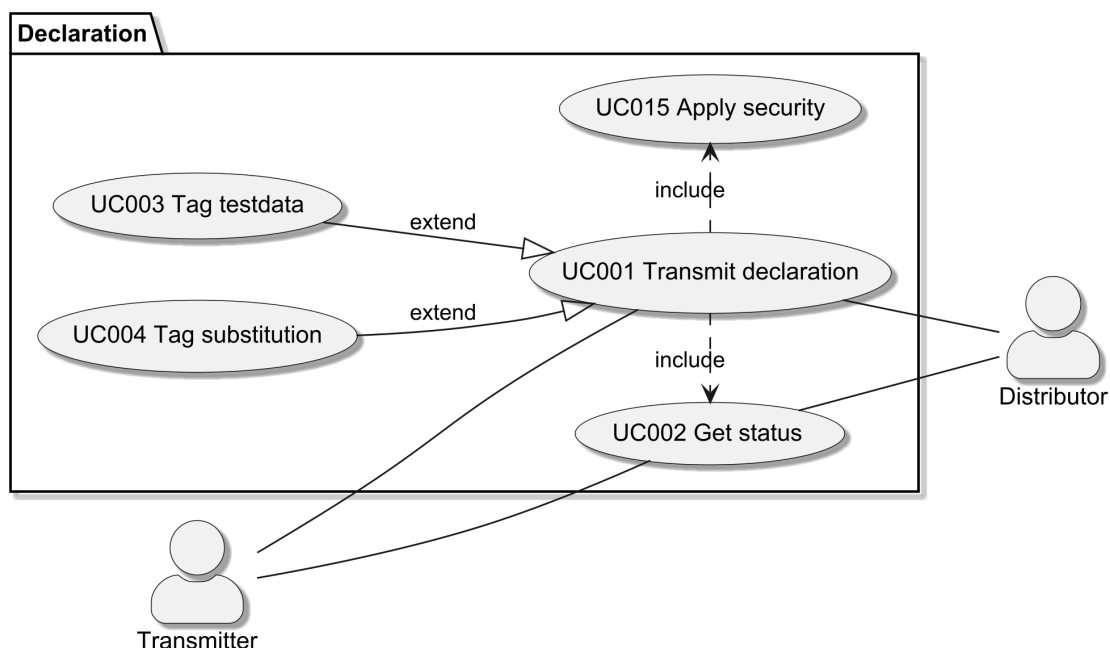 Declaration
UC015 Apply security
include
UC003 Tag testdata
extend
UC001 Transmit declaration
extend
UC004 Tag substitution
include
Distributor
UC002 Get status
Transmitter